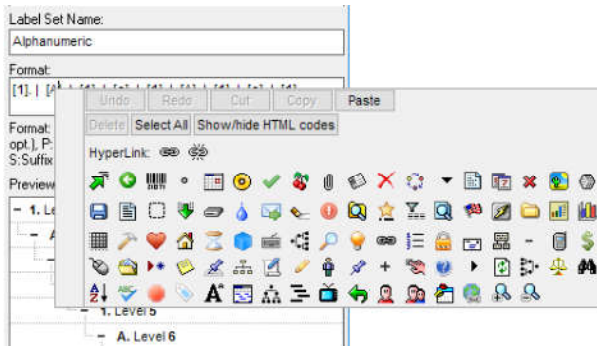 Label Set Name:
Alphanumeric
Format:
[1]. | [A
Undo Redo Cut Copy Paste
Delete Select All Show/hide HTML codes
HyperLink:
Format:
opt.), P:
S:Suffix
Preview
- 1. Le
1. Level 5
- A. Level 6